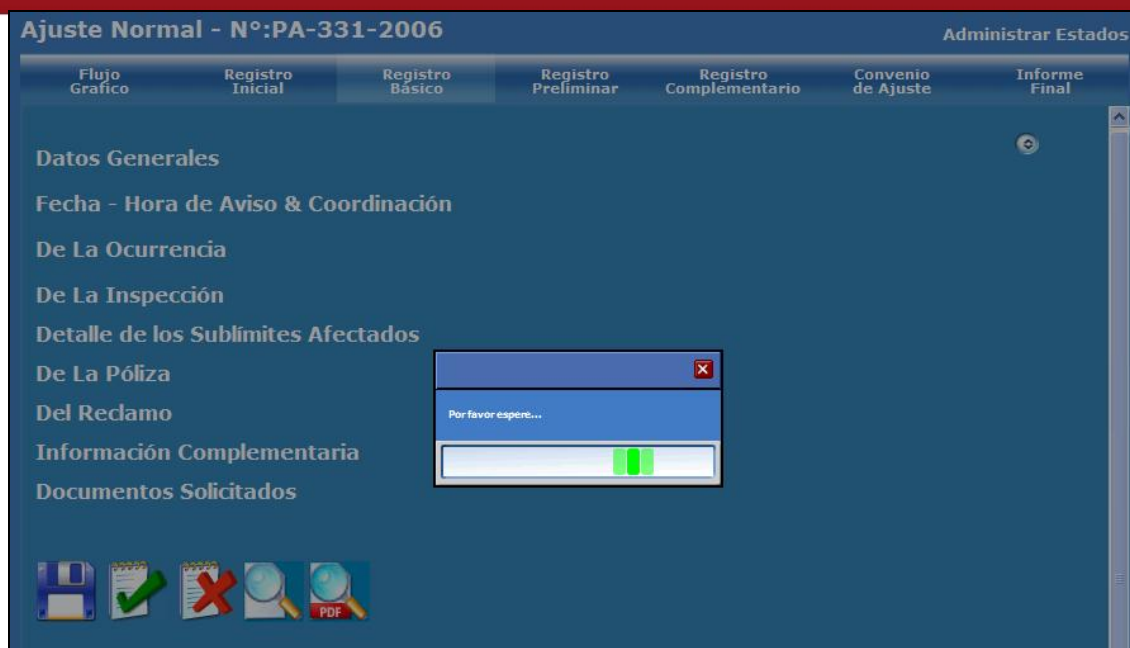 Ajuste Normal - N°:PA-331-2006
Administrar Estados
Flujo Grafico
Registro Inicial
Registro Básico
Registro Preliminar
Registro Complementario
Convenio de Ajuste
Informe Final
Datos Generales
Fecha - Hora de Aviso & Coordinación
De La Ocurrencia
De La Inspección
Detalle de los Sublímites Afectados
De La Póliza
Del Reclamo
Por favor espere...
Información Complementaria
Documentos Solicitados
PDF